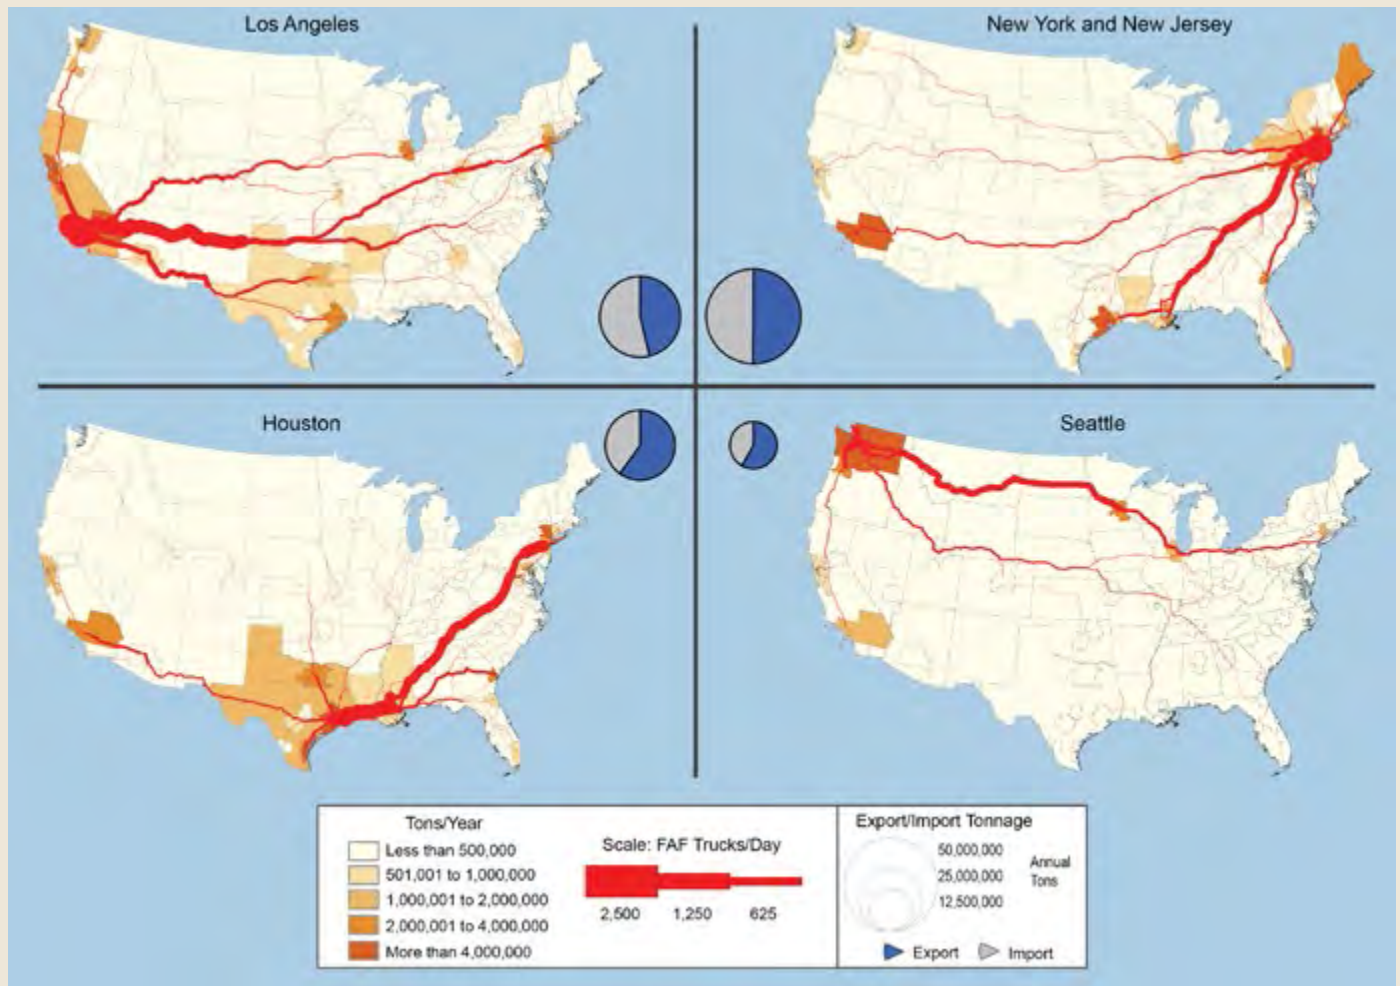 Los Angeles
New York and New Jersey
Houston
Seattle
Tons/Year
Less than 500,000
501,001 to 1,000,000
1,000,001 to 2,000,000
2,000,001 to 4,000,000
More than 4,000,000
Scale: FAF Trucks/Day
2,500 1,250 625
Export/Import Tonnage
50,000,000
25,000,000
12,500,000
Annual
Tons
Export Import